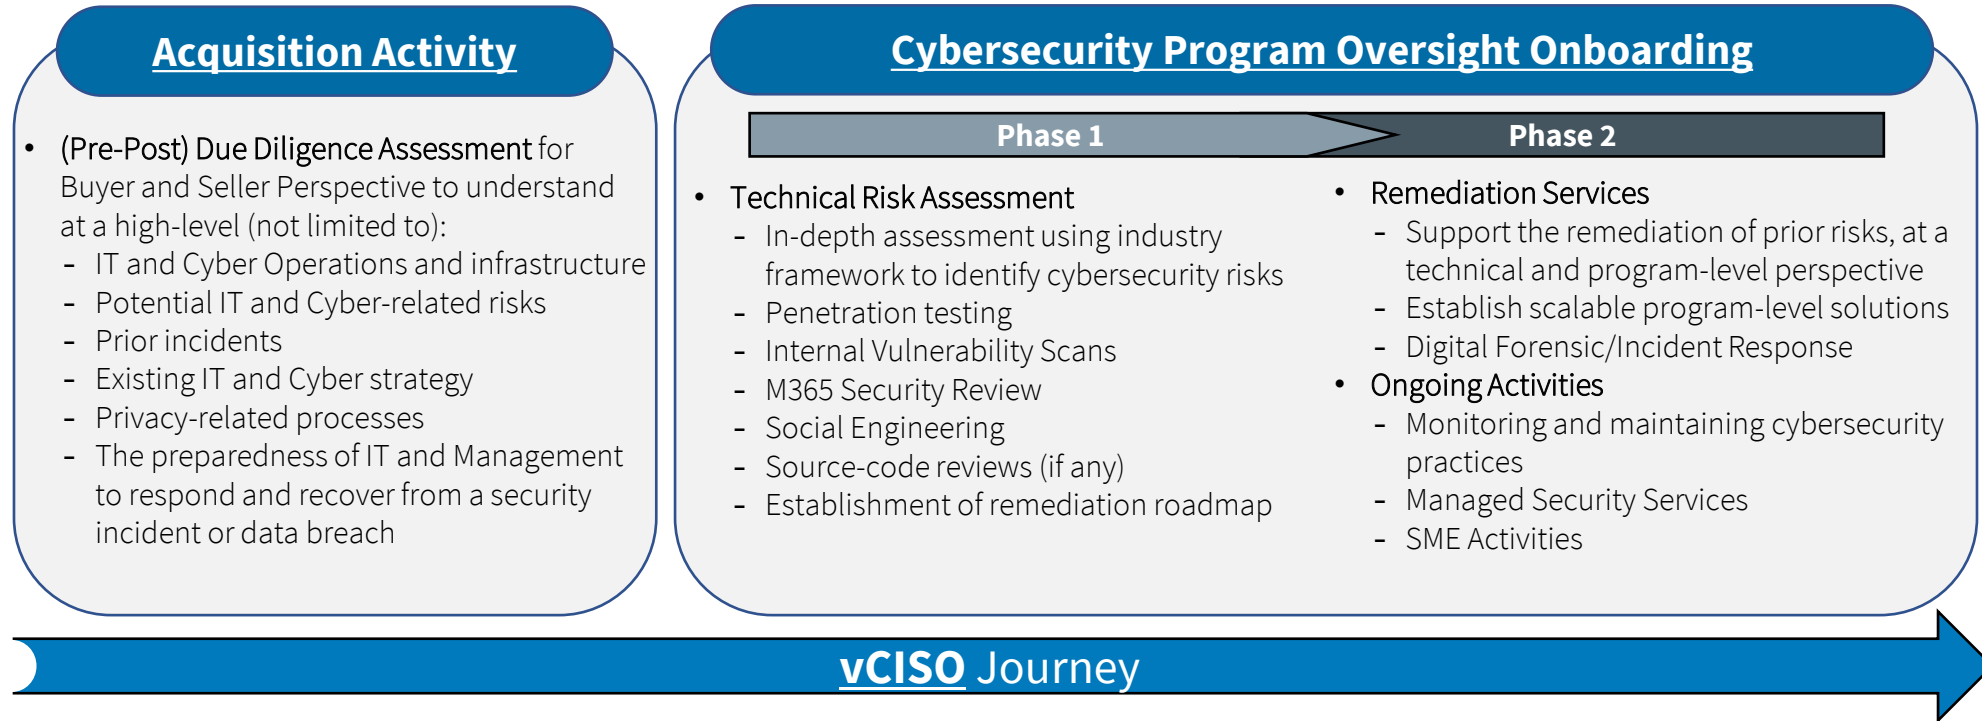 Acquisition Activity
• (Pre-Post) Due Diligence Assessment for
Buyer and Seller Perspective to understand
at a high-level (not limited to):
- IT and Cyber Operations and infrastructure
- Potential IT and Cyber-related risks
- Prior incidents
- Existing IT and Cyber strategy
- Privacy-related processes
- The preparedness of IT and Management
to respond and recover from a security
incident or data breach
Cybersecurity Program Oversight Onboarding
Phase 1
• Technical Risk Assessment
- In-depth assessment using industry
framework to identify cybersecurity risks
- Penetration testing
- Internal Vulnerability Scans
- M365 Security Review
- Social Engineering
- Source-code reviews (if any)
- Establishment of remediation roadmap
Phase 2
• Remediation Services
- Support the remediation of prior risks, at a
technical and program-level perspective
- Establish scalable program-level solutions
- Digital Forensic/Incident Response
• Ongoing Activities
- Monitoring and maintaining cybersecurity
practices
- Managed Security Services
- SME Activities
vCISO Journey